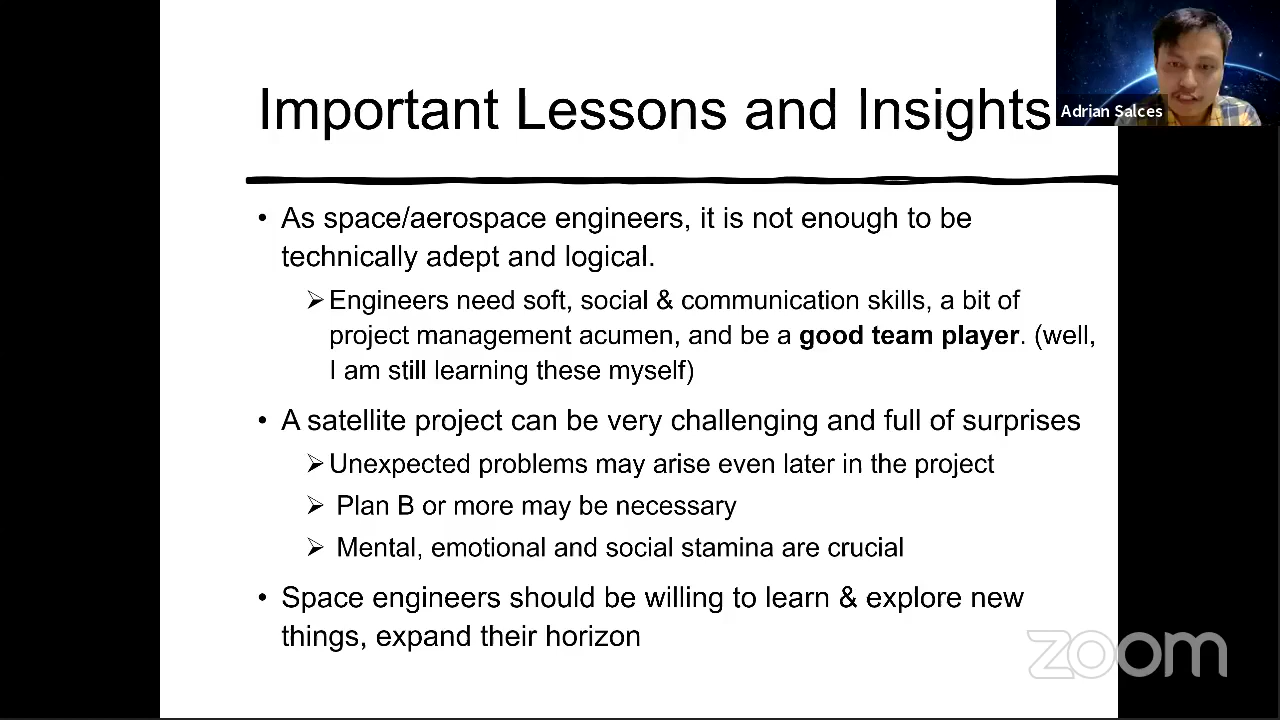 Important Lessons and Insights
Adrian Salces
• As space/aerospace engineers, it is not enough to be
technically adept and logical.
➢ Engineers need soft, social & communication skills, a bit of
project management acumen, and be a good team player. (well,
I am still learning these myself)
• A satellite project can be very challenging and full of surprises
➢ Unexpected problems may arise even later in the project
➢ Plan B or more may be necessary
➢ Mental, emotional and social stamina are crucial
• Space engineers should be willing to learn & explore new
things, expand their horizon
zoom